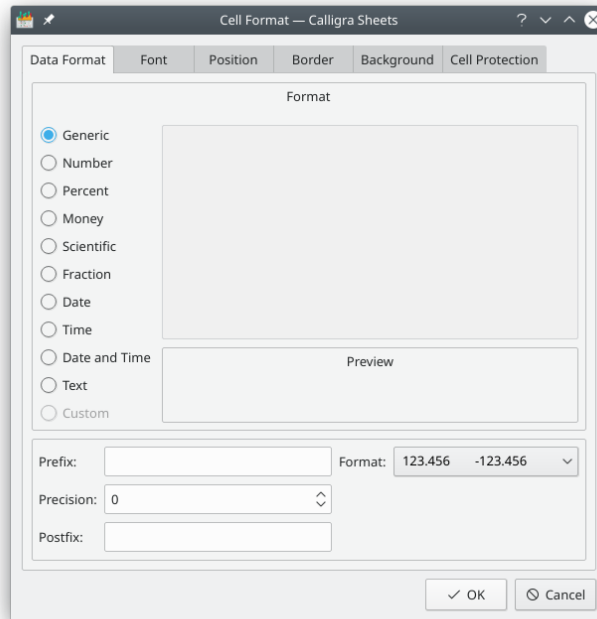 Cell Format — Calligra Sheets
Data Format Font Position Border Background Cell Protection
Format
Generic
Number
Percent
Money
Scientific
Fraction
Date
Time
Date and Time
Preview
Text
Custom
Prefix: Format: 123.456 -123.456
Precision: 0
Postfix:
OK Cancel